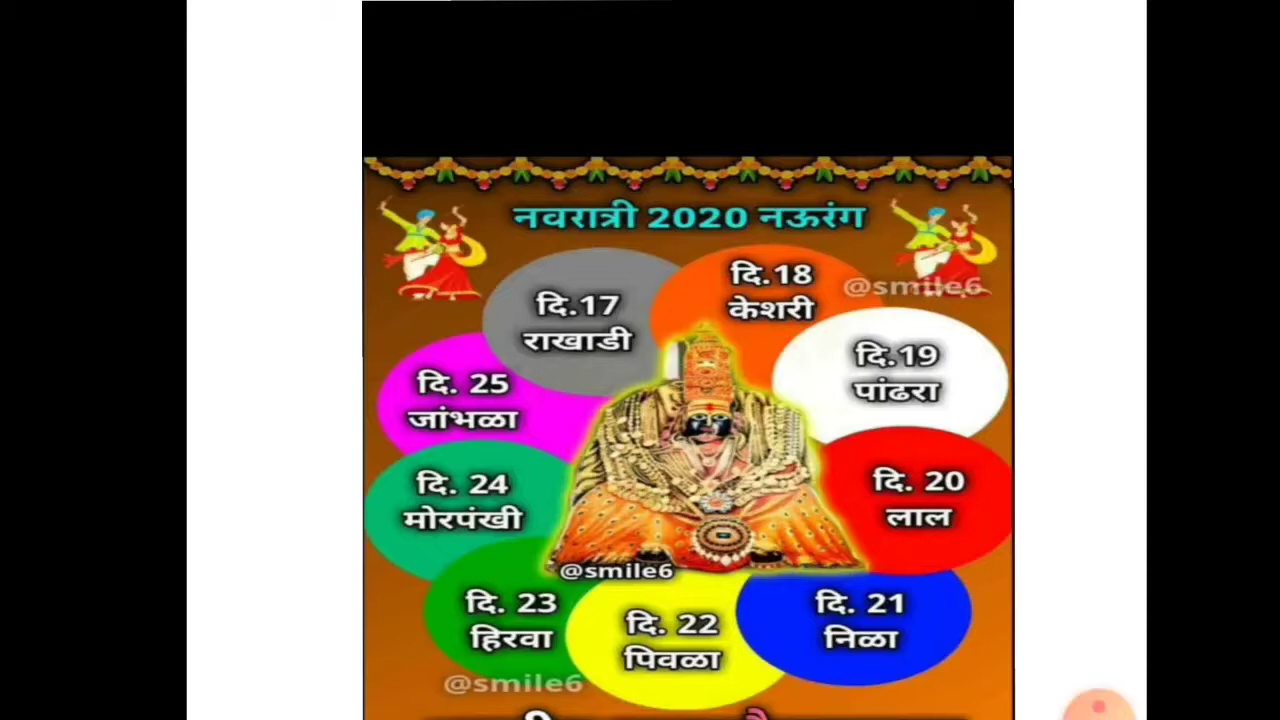 नवरात्री 2020 नऊरंग
दि.17
राखाडी
दि.18
केशरी
@smile6
दि.19
पांढरा
दि. 25
जांभळा
दि. 24
मोरपंखी
दि. 20
लाल
@smile6
दि. 23
हिरवा
दि. 22
पिवळा
दि. 21
निळा
@smile6